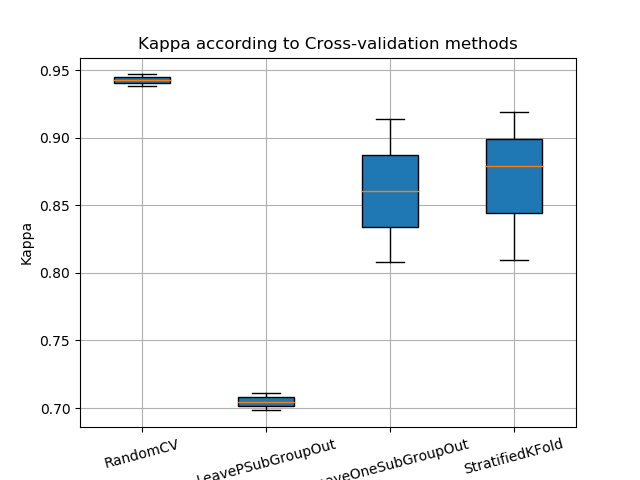 Kappa according to Cross-validation methods
0.95
0.90
0.85
0.80
0.75
0.70
Kappa
RandomCV
LeavePSubGroupOut
eaveOneSubGroupOut
StratifiedKFold